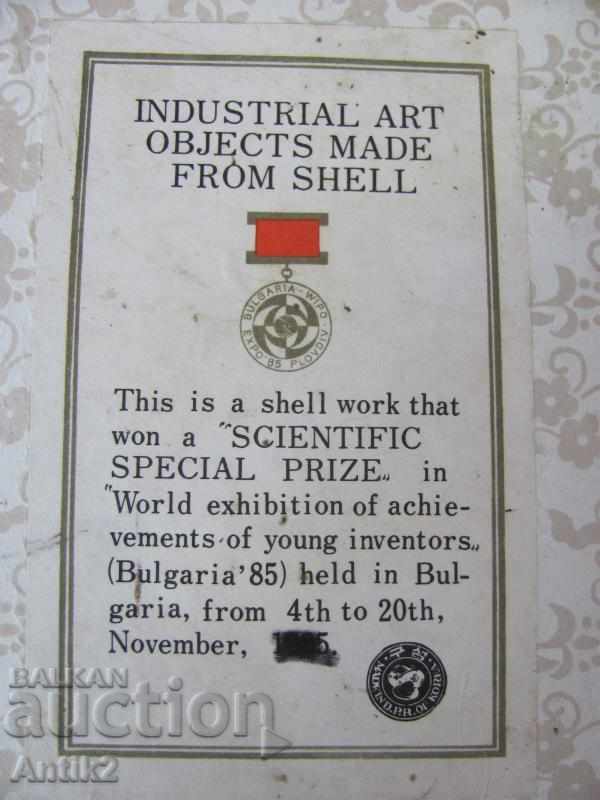 INDUSTRIAL ART
OBJECTS MADE
FROM SHELL
BULGARIA-WIPO
EXPO·85 PLOVDIV
This is a shell work that
won a "SCIENTIFIC
SPECIAL PRIZE„ in
"World exhibition of achie-
vements of young inventors„
(Bulgaria '85) held in Bul-
garia, from 4th to 20th,
November, 1
5.
BALKAN
auction
Antik2